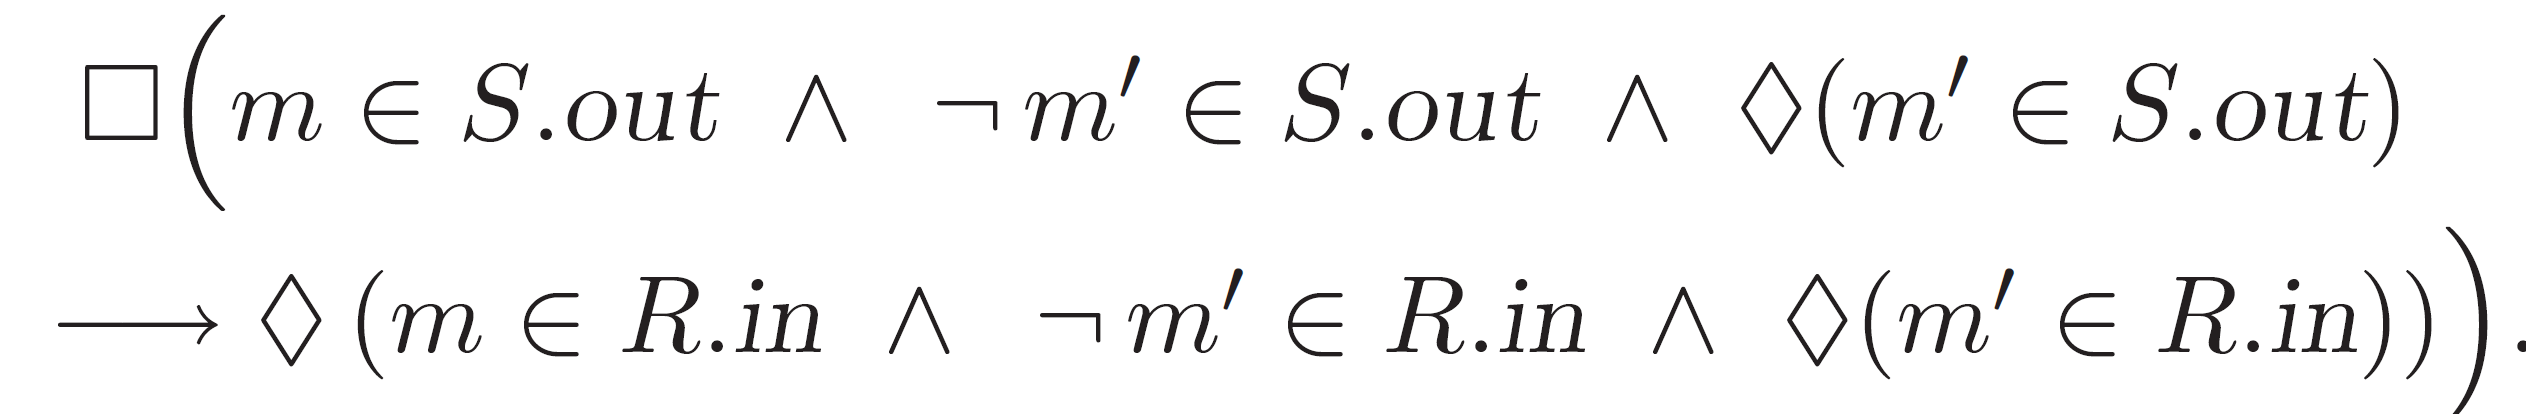 □(m ∈ S.out ∧ ¬ m′ ∈ S.out ∧ ◊(m′ ∈ S.out)
⟶ ◊ (m ∈ R.in ∧ ¬ m′ ∈ R.in ∧ ◊(m′ ∈ R.in))).